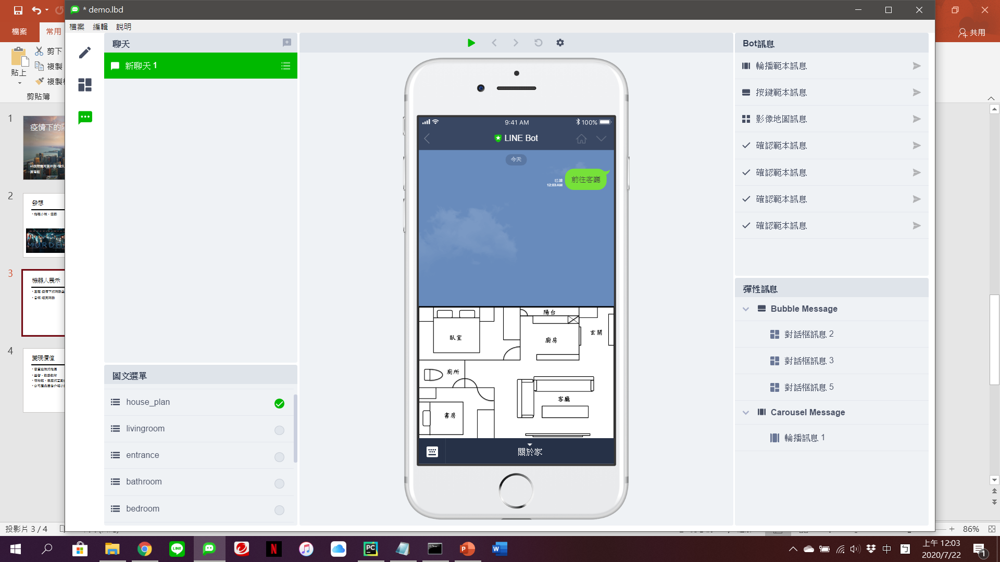 * demo.lbd
檔案
常用
共用
檔案
編輯
說明
剪下
複製
貼上
剪貼簿
聊天
新聊天 1
圖文選單
house_plan
livingroom
entrance
bathroom
bedroom
9:41 AM
100%
LINE Bot
今天
已讀
12:03 AM
前往客廳
陽台
玄關
臥室
廚房
廁所
客廳
書房
關於家
Bot訊息
輪播範本訊息
按鍵範本訊息
影像地圖訊息
確認範本訊息
確認範本訊息
確認範本訊息
確認範本訊息
彈性訊息
Bubble Message
對話框訊息 2
對話框訊息 3
對話框訊息 5
Carousel Message
輪播訊息 1
1
2
發想
MURDE
3
機器人展示
4
變現價值
投影片 3 / 4
86%
中
上午 12:03
2020/7/22
1